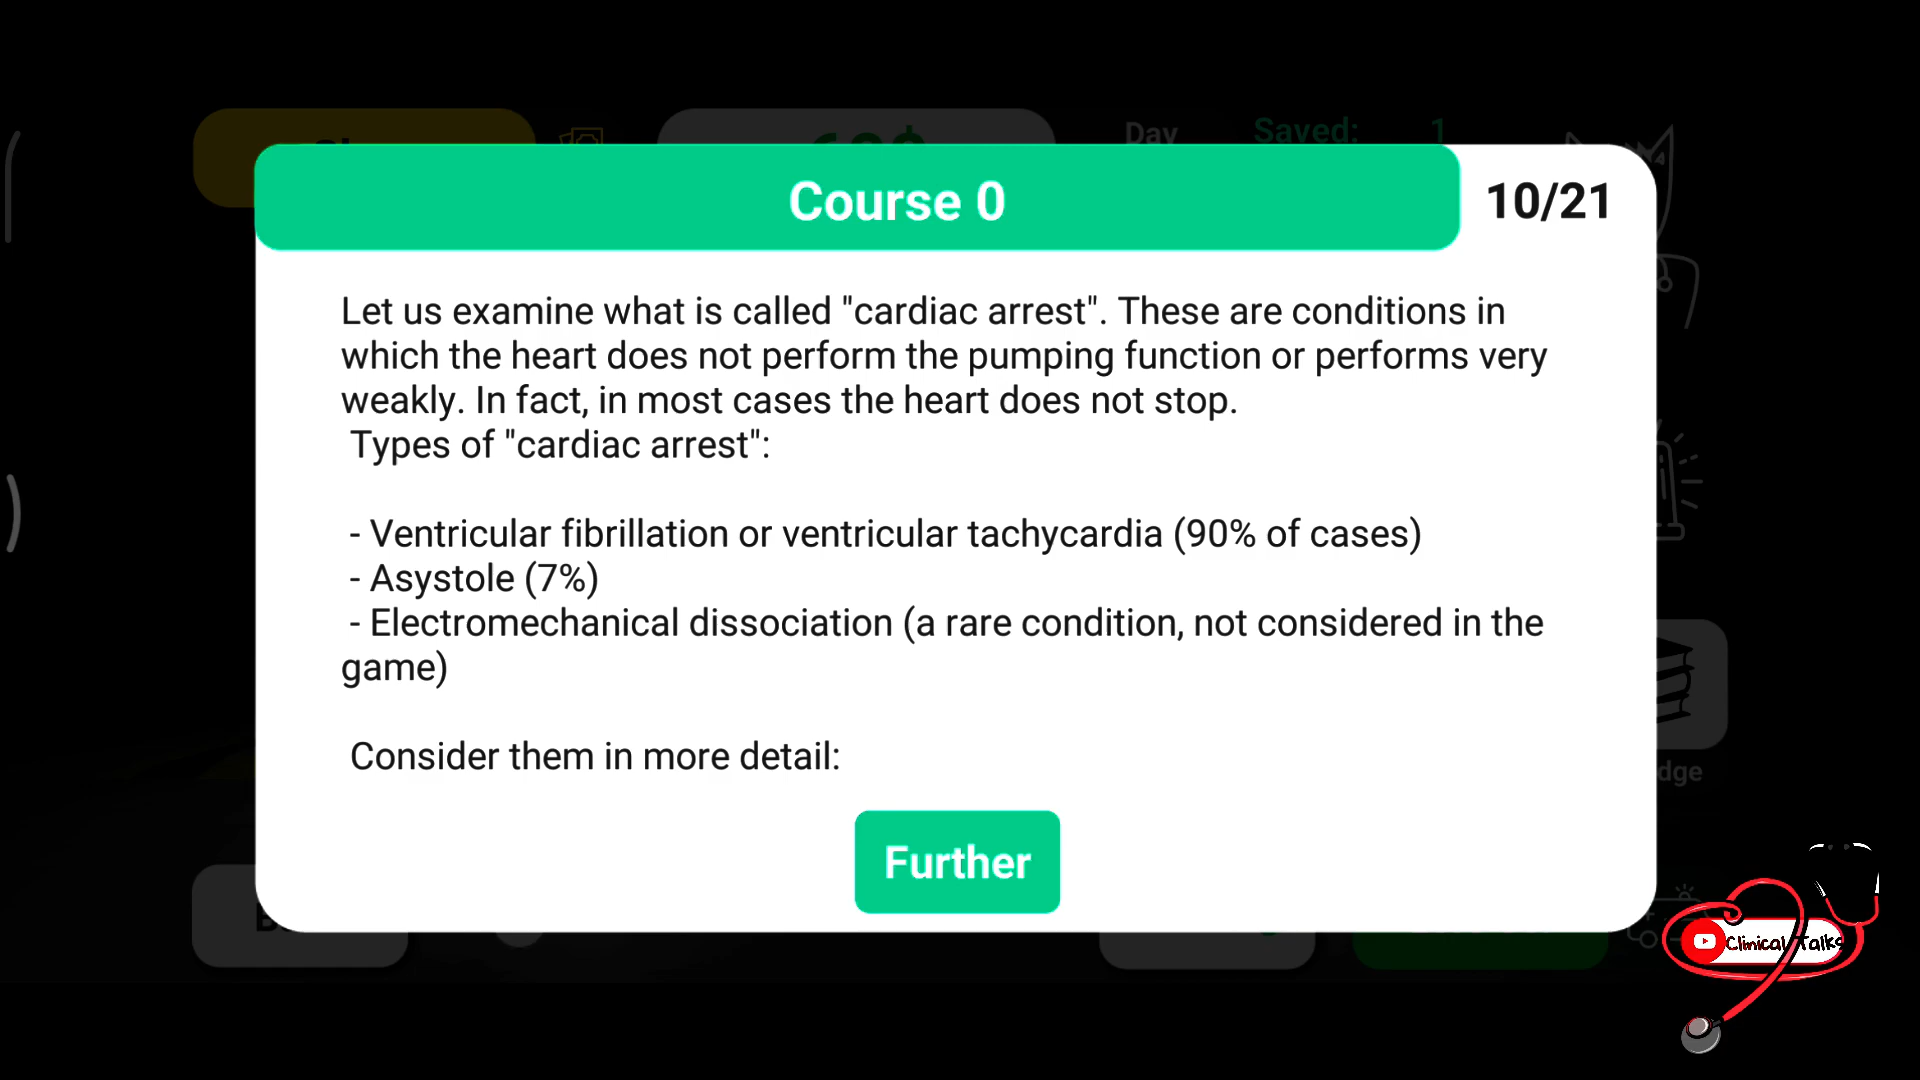 Day
Saved:
1
Course 0
10/21
Let us examine what is called "cardiac arrest". These are conditions in
which the heart does not perform the pumping function or performs very
weakly. In fact, in most cases the heart does not stop.
Types of "cardiac arrest":
- Ventricular fibrillation or ventricular tachycardia (90% of cases)
- Asystole (7%)
- Electromechanical dissociation (a rare condition, not considered in the
game)
Consider them in more detail:
dge
Further
Clinical Talks